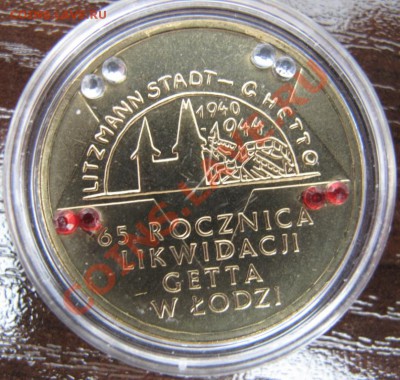 LITZMANNSTADT-GHETTO
1940
1944
65. ROCZNICA
LIKWIDACJI
GETTA
W ŁODZI